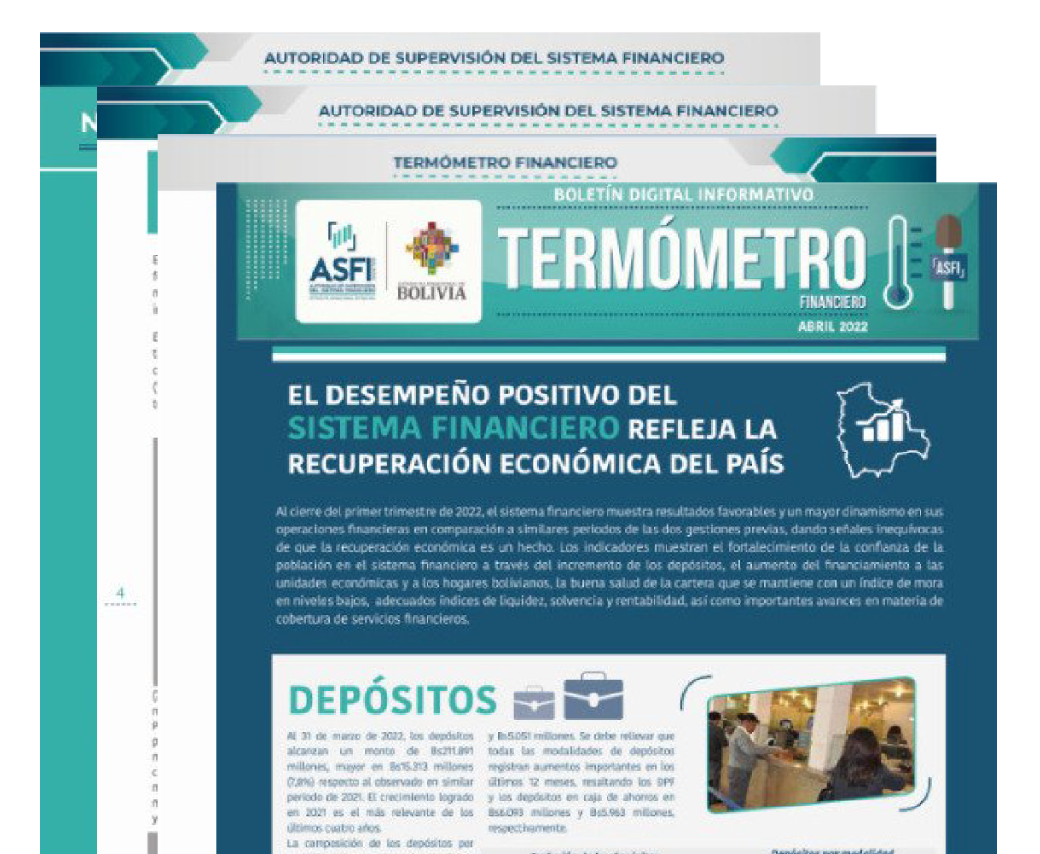 AUTORIDAD DE SUPERVISIÓN DEL SISTEMA FINANCIERO
N
AUTORIDAD DE SUPERVISIÓN DEL SISTEMA FINANCIERO
TERMÓMETRO FINANCIERO
BOLETÍN DIGITAL INFORMATIVO
ASFI
BOLIVIA
TERMÓMETRO
FINANCIERO
ASFI
ABRIL 2022
EL DESEMPEÑO POSITIVO DEL
SISTEMA FINANCIERO REFLEJA LA
RECUPERACIÓN ECONÓMICA DEL PAÍS
Al cierre del primer trimestre de 2022, el sistema financiero muestra resultados favorables y un mayor dinamismo en sus
operaciones financieras en comparación a similares periodos de las dos gestiones previas, dando señales inequívocas
de que la recuperación económica es un hecho. Los indicadores muestran el fortalecimiento de la confianza de la
población en el sistema financiero a través del incremento de los depósitos, el aumento del financiamiento a las
unidades económicas y a los hogares bolivianos, la buena salud de la cartera que se mantiene con un índice de mora
en niveles bajos, adecuados índices de liquidez, solvencia y rentabilidad, así como importantes avances en materia de
cobertura de servicios financieros.
4
DEPÓSITOS
Al 31 de marzo de 2022, los depósitos
alcanzan un monto de Bs211.891
millones, mayor en Bs15.313 millones
(7,8%) respecto al observado en similar
periodo de 2021. El crecimiento logrado
en 2021 es el más relevante de los
últimos cuatro años.
La composición de los depósitos por
y Bs5.051 millones. Se debe relievar que
todas las modalidades de depósitos
registran aumentos importantes en los
últimos 12 meses, resaltando los DPF
y los depósitos en caja de ahorros en
Bs6.093 millones y Bs5.963 millones,
respectivamente.
Depósitos por modalidad